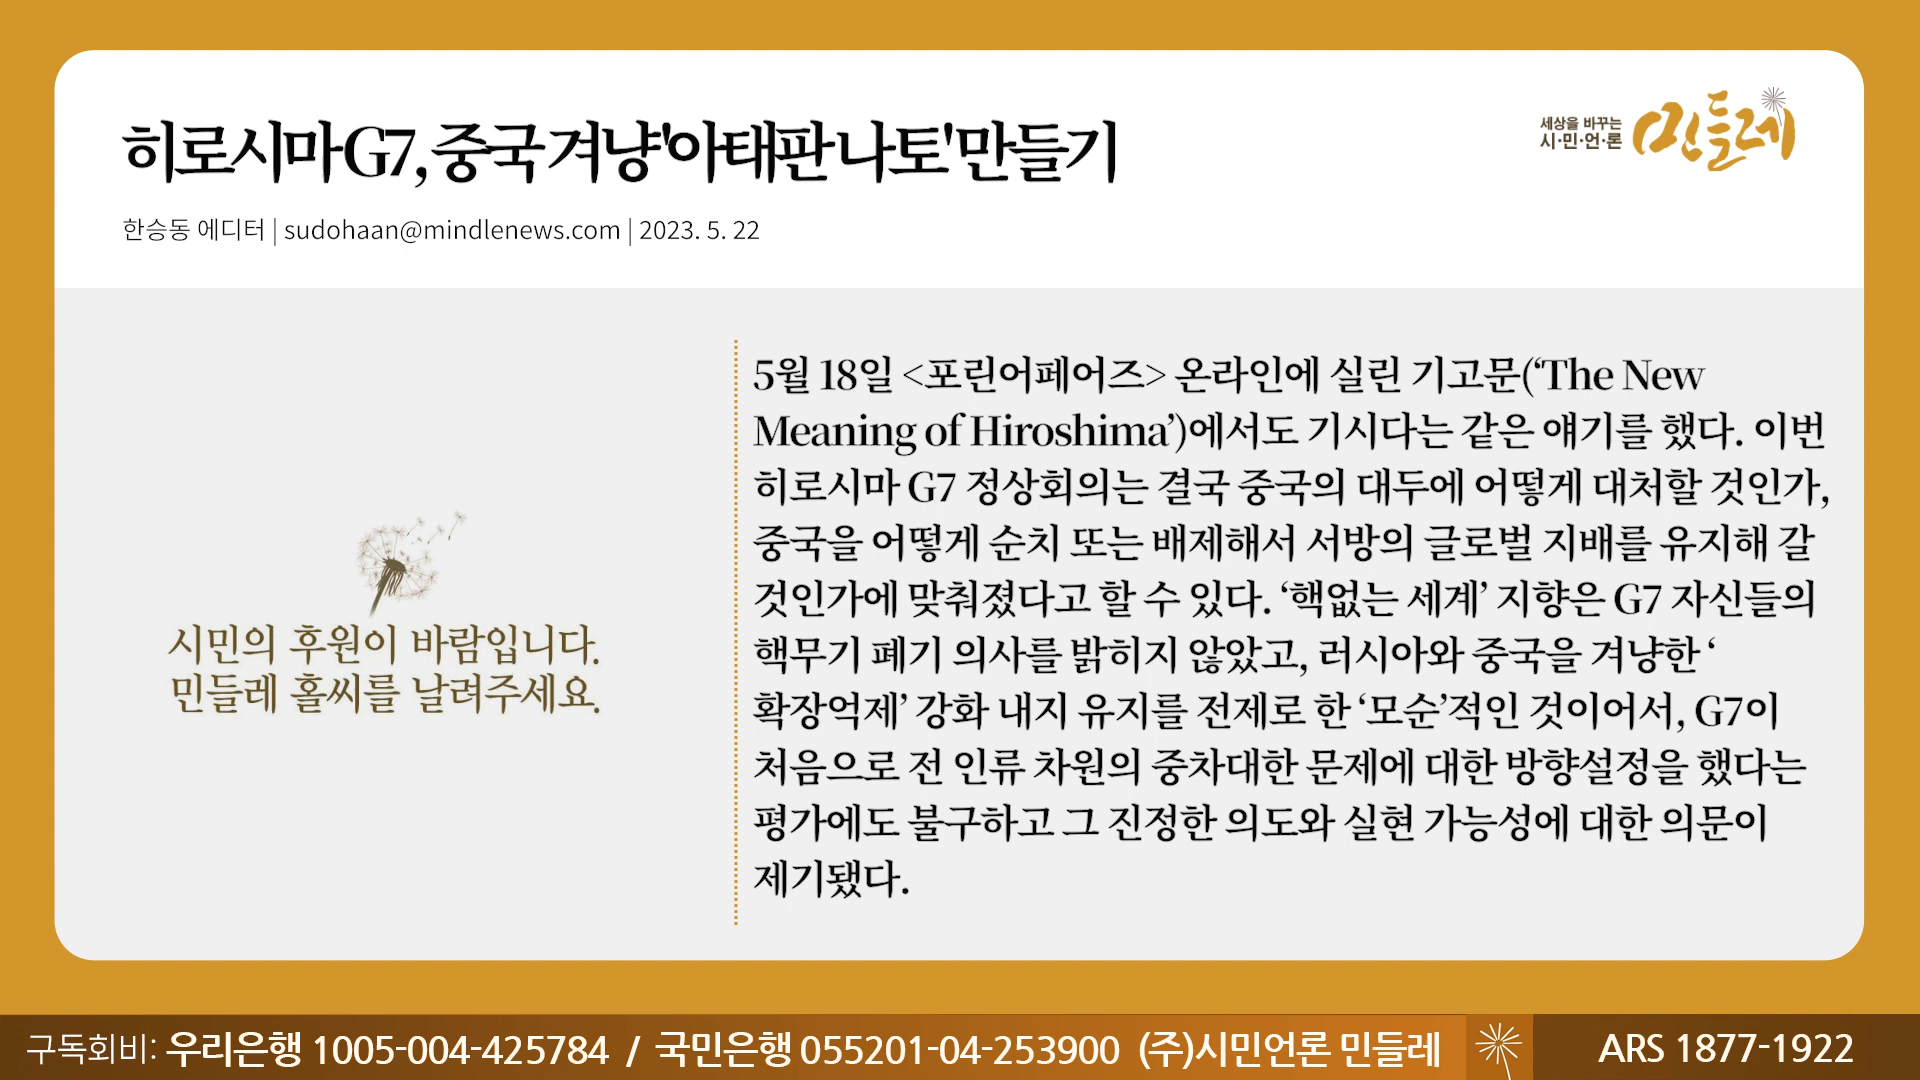 히로시마 G7, 중국 겨냥 '아태판 나토' 만들기
세상을 바꾸는
시·민·언·론
민들레
한승동 에디터 | sudohaan@mindlenews.com | 2023. 5. 22
5월 18일 <포린어페어즈> 온라인에 실린 기고문(‘The New
Meaning of Hiroshima’)에서도 기시다는 같은 얘기를 했다. 이번
히로시마 G7 정상회의는 결국 중국의 대두에 어떻게 대처할 것인가,
중국을 어떻게 순치 또는 배제해서 서방의 글로벌 지배를 유지해 갈
것인가에 맞춰졌다고 할 수 있다. ‘핵없는 세계’ 지향은 G7 자신들의
핵무기 폐기 의사를 밝히지 않았고, 러시아와 중국을 겨냥한 ‘
확장억제’ 강화 내지 유지를 전제로 한 ‘모순’적인 것이어서, G7이
처음으로 전 인류 차원의 중차대한 문제에 대한 방향설정을 했다는
평가에도 불구하고 그 진정한 의도와 실현 가능성에 대한 의문이
제기됐다.
시민의 후원이 바람입니다.
민들레 홀씨를 날려주세요.
구독회비: 우리은행 1005-004-425784 / 국민은행 055201-04-253900 (주)시민언론 민들레
ARS 1877-1922